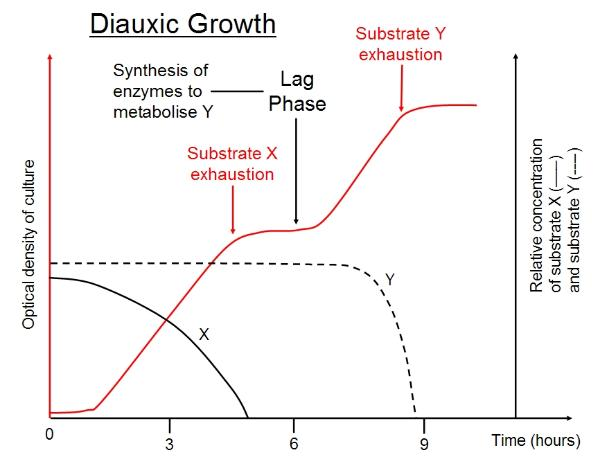 Diauxic Growth
Substrate Y
exhaustion
Synthesis of
enzymes to
metabolise Y
Lag
Phase
Substrate X
exhaustion
Optical density of culture
Relative concentration
of substrate X (——)
and substrate Y (----)
X
Y
0
3
6
9
Time (hours)